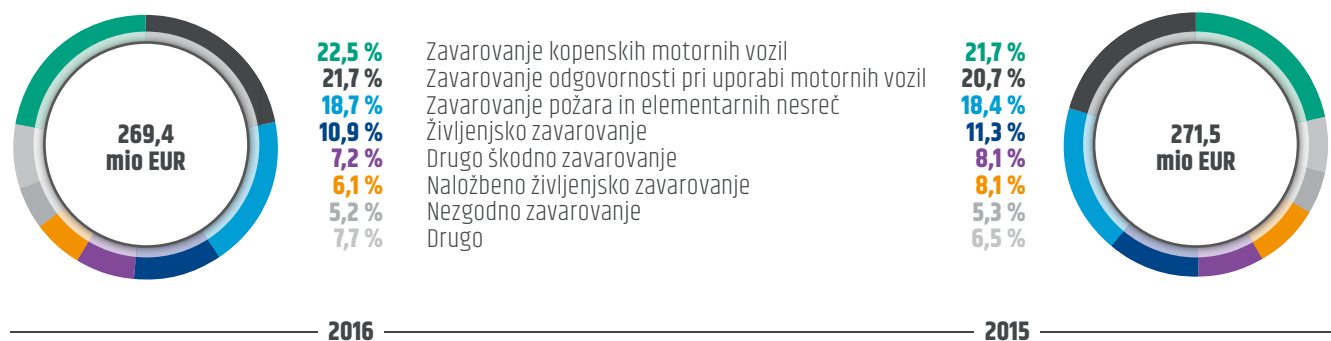 269,4
mio EUR
22,5 % Zavarovanje kopenskih motornih vozil 21,7 %
21,7 % Zavarovanje odgovornosti pri uporabi motornih vozil 20,7 %
18,7 % Zavarovanje požara in elementarnih nesreč 18,4 %
10,9 % Življenjsko zavarovanje 11,3 %
7,2 % Drugo škodno zavarovanje 8,1 %
6,1 % Naložbeno življenjsko zavarovanje 8,1 %
5,2 % Nezgodno zavarovanje 5,3 %
7,7 % Drugo 6,5 %
271,5
mio EUR
2016 2015